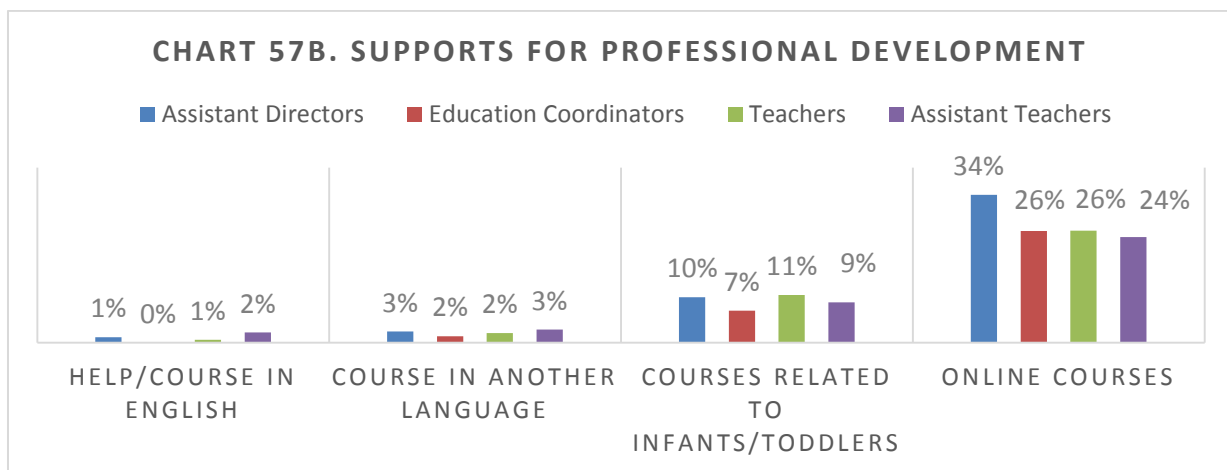 CHART 57B. SUPPORTS FOR PROFESSIONAL DEVELOPMENT
Assistant Directors Education Coordinators Teachers Assistant Teachers
1% 0% 1% 2%
3% 2% 2% 3%
10% 7% 11% 9%
34% 26% 26% 24%
HELP/COURSE IN
ENGLISH
COURSE IN ANOTHER
LANGUAGE
COURSES RELATED
TO
INFANTS/TODDLERS
ONLINE COURSES